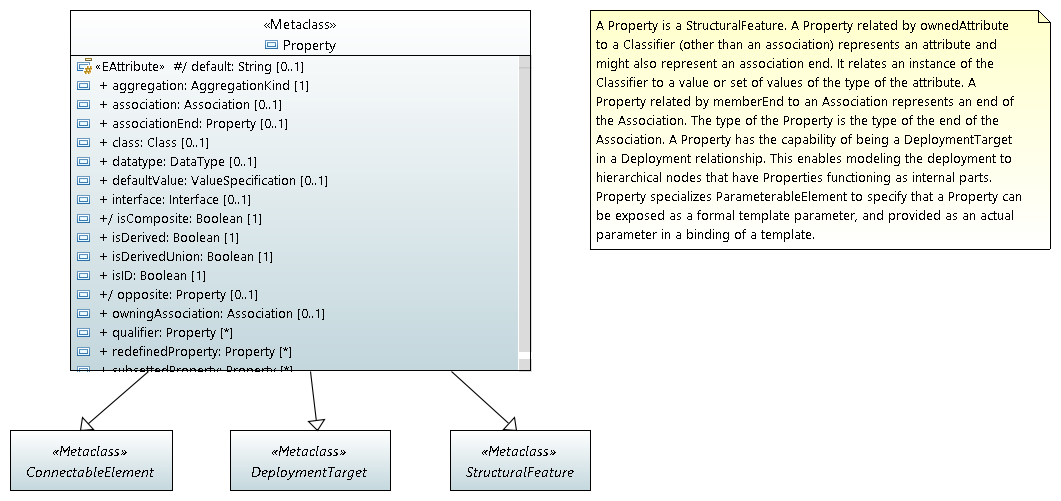 «Metaclass»
Property
«EAttribute» #/ default: String [0..1]
+ aggregation: AggregationKind [1]
+ association: Association [0..1]
+ associationEnd: Property [0..1]
+ class: Class [0..1]
+ datatype: DataType [0..1]
+ defaultValue: ValueSpecification [0..1]
+ interface: Interface [0..1]
+/ isComposite: Boolean [1]
+ isDerived: Boolean [1]
+ isDerivedUnion: Boolean [1]
+ isID: Boolean [1]
+/ opposite: Property [0..1]
+ owningAssociation: Association [0..1]
+ qualifier: Property [*]
+ redefinedProperty: Property [*]
+ subsettedProperty: Property [*]
A Property is a StructuralFeature. A Property related by ownedAttribute
to a Classifier (other than an association) represents an attribute and
might also represent an association end. It relates an instance of the
Classifier to a value or set of values of the type of the attribute. A
Property related by memberEnd to an Association represents an end of
the Association. The type of the Property is the type of the end of the
Association. A Property has the capability of being a DeploymentTarget
in a Deployment relationship. This enables modeling the deployment to
hierarchical nodes that have Properties functioning as internal parts.
Property specializes ParameterableElement to specify that a Property can
be exposed as a formal template parameter, and provided as an actual
parameter in a binding of a template.
«Metaclass»
ConnectableElement
«Metaclass»
DeploymentTarget
«Metaclass»
StructuralFeature